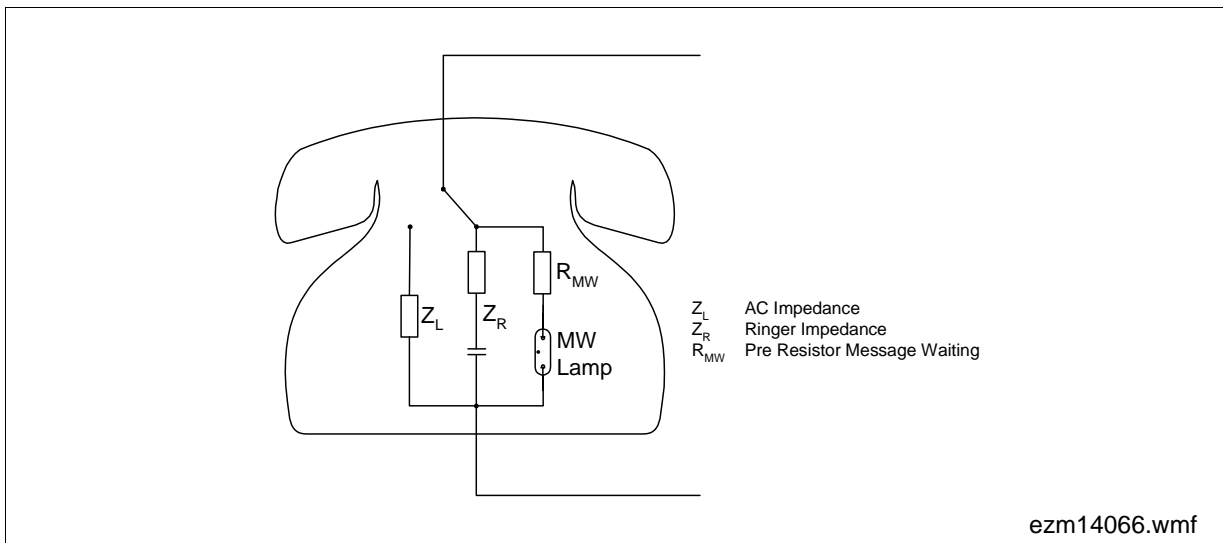 Z_L
Z_R
R_MW
MW
Lamp
Z_L AC Impedance
Z_R Ringer Impedance
R_MW Pre Resistor Message Waiting
ezm14066.wmf